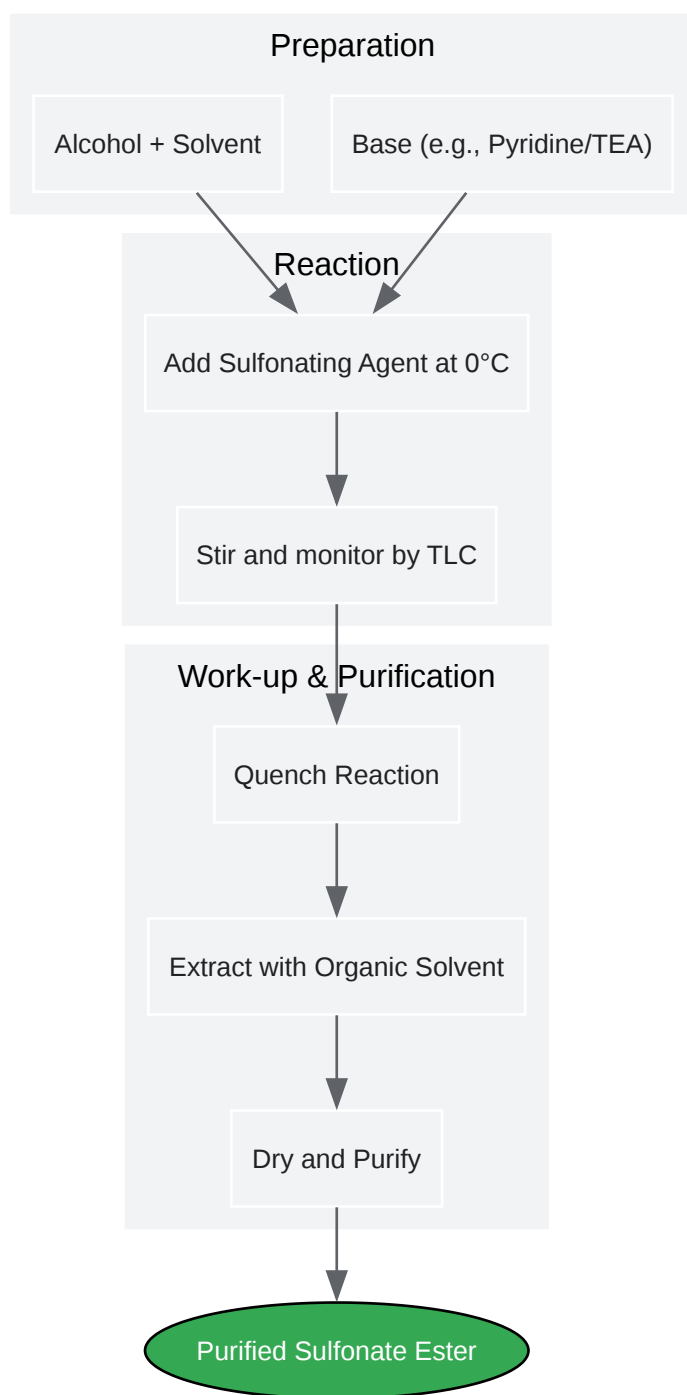 Preparation
Alcohol + Solvent
Base (e.g., Pyridine/TEA)
Reaction
Add Sulfonating Agent at 0°C
Stir and monitor by TLC
Work-up & Purification
Quench Reaction
Extract with Organic Solvent
Dry and Purify
Purified Sulfonate Ester